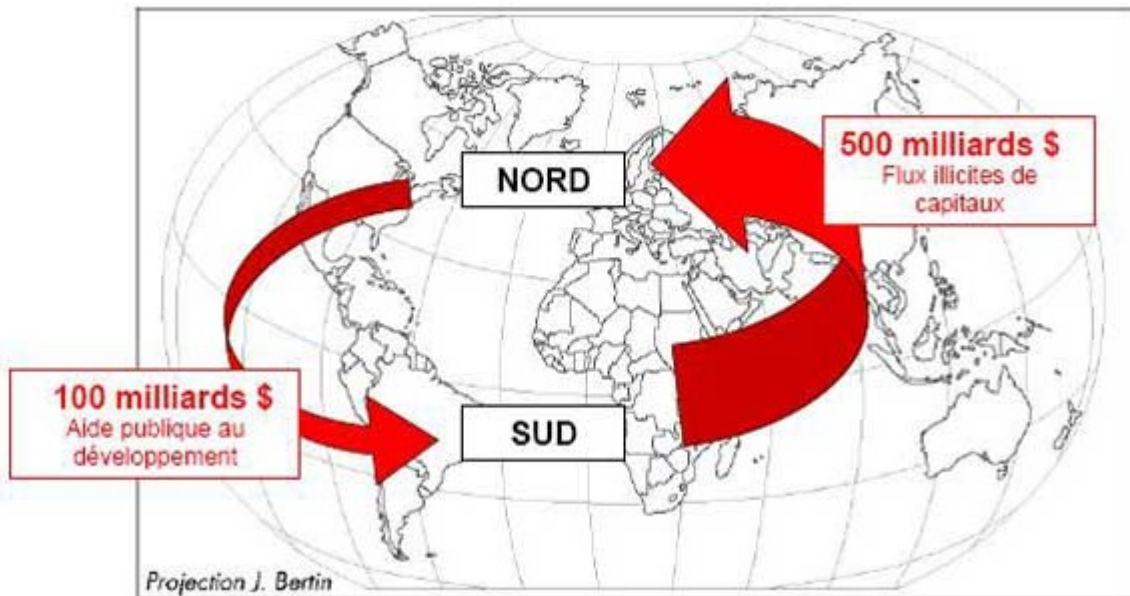 NORD
500 milliards $
Flux illicites de
capitaux
100 milliards $
Aide publique au
développement
SUD
Projection J. Bertin